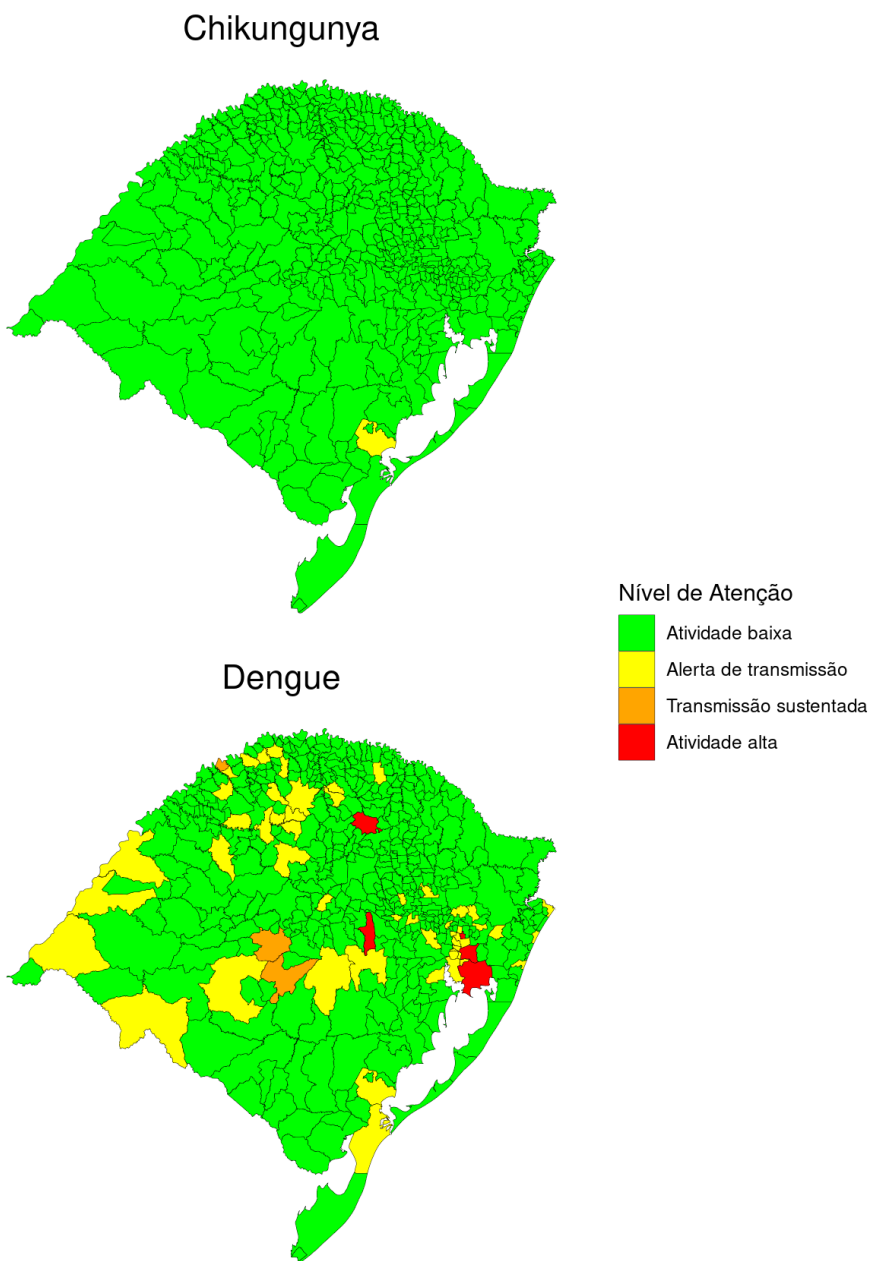 Chikungunya
Nível de Atenção
Atividade baixa
Alerta de transmissão
Transmissão sustentada
Atividade alta
Dengue